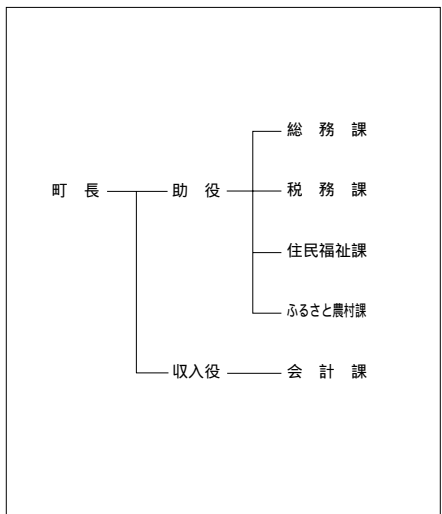 総務課
町長 助役 税務課
住民福祉課
ふるさと農村課
収入役 会計課